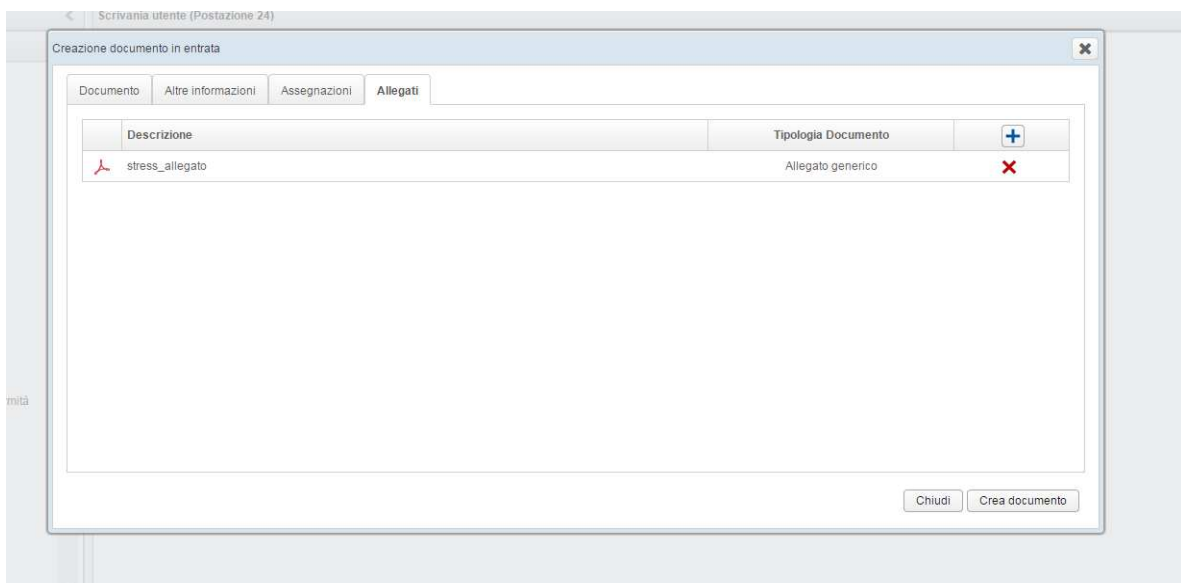 Scrivania utente (Postazione 24)
Creazione documento in entrata
Documento Altre informazioni Assegnazioni Allegati
Descrizione Tipologia Documento
stress_allegato Allegato generico
rmità
Chiudi Crea documento